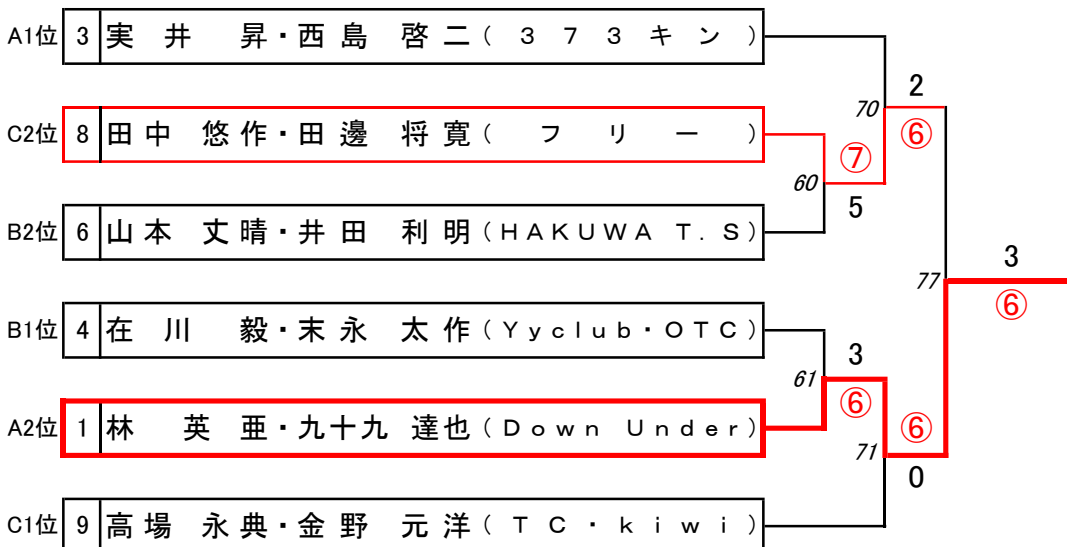 A1位 3 実井 昇・西島 啓二(373キン)
2
70
⑥
C2位 8 田中 悠作・田邊 将寛(フリー)
⑦
60
5
B2位 6 山本 丈晴・井田 利明(HAKUWA T.S)
3
77
⑥
B1位 4 在川 毅・末永 太作(Yyclub・OTC)
3
61
⑥
A2位 1 林 英亜・九十九 達也(Down Under)
⑥
71
0
C1位 9 高場 永典・金野 元洋(TC・kiwi)